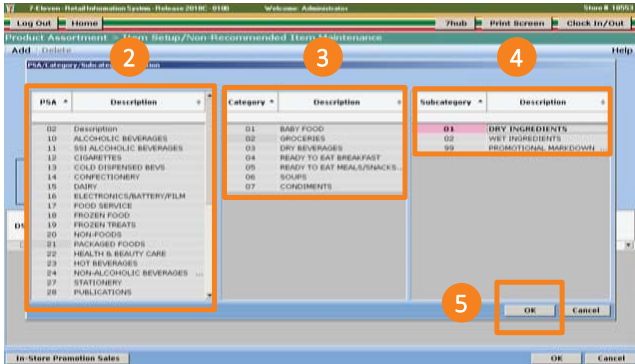 7-Eleven - Retail Information System - Release 2018C - 0100 Welcome: Administrator Store # 10553
Log Out Home 7hub Print Screen Clock In/Out
Product Assortment > Item Setup/Non-Recommended Item Maintenance
Add Delete Help
2 3 4
PSA Description Category Description Subcategory Description
02 Description 01 BABY FOOD 01 DRY INGREDIENTS
10 ALCOHOLIC BEVERAGES 02 GROCERIES 02 WET INGREDIENTS
11 SSI ALCOHOLIC BEVERAGES 03 DRY BEVERAGES 99 PROMOTIONAL MARKDOWN ...
12 CIGARETTES 04 READY TO EAT BREAKFAST
13 COLD DISPENSED BEVS 05 READY TO EAT MEALS/SNACKS...
14 CONFECTIONERY 06 SOUPS
15 DAIRY 07 CONDIMENTS
16 ELECTRONICS/BATTERY/FILM
17 FOOD SERVICE
18 FROZEN FOOD
19 FROZEN TREATS
20 NON-FOODS
21 PACKAGED FOODS
22 HEALTH & BEAUTY CARE
23 HOT BEVERAGES
24 NON-ALCOHOLIC BEVERAGES ...
27 STATIONERY
28 PUBLICATIONS
5
OK Cancel
In-Store Promotion Sales OK Cancel